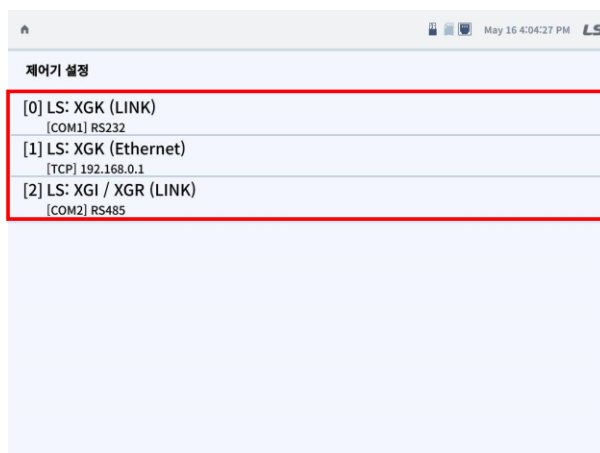 May 16 4:04:27 PM LS
제어기 설정
[0] LS: XGK (LINK)
[COM1] RS232
[1] LS: XGK (Ethernet)
[TCP] 192.168.0.1
[2] LS: XGI / XGR (LINK)
[COM2] RS485